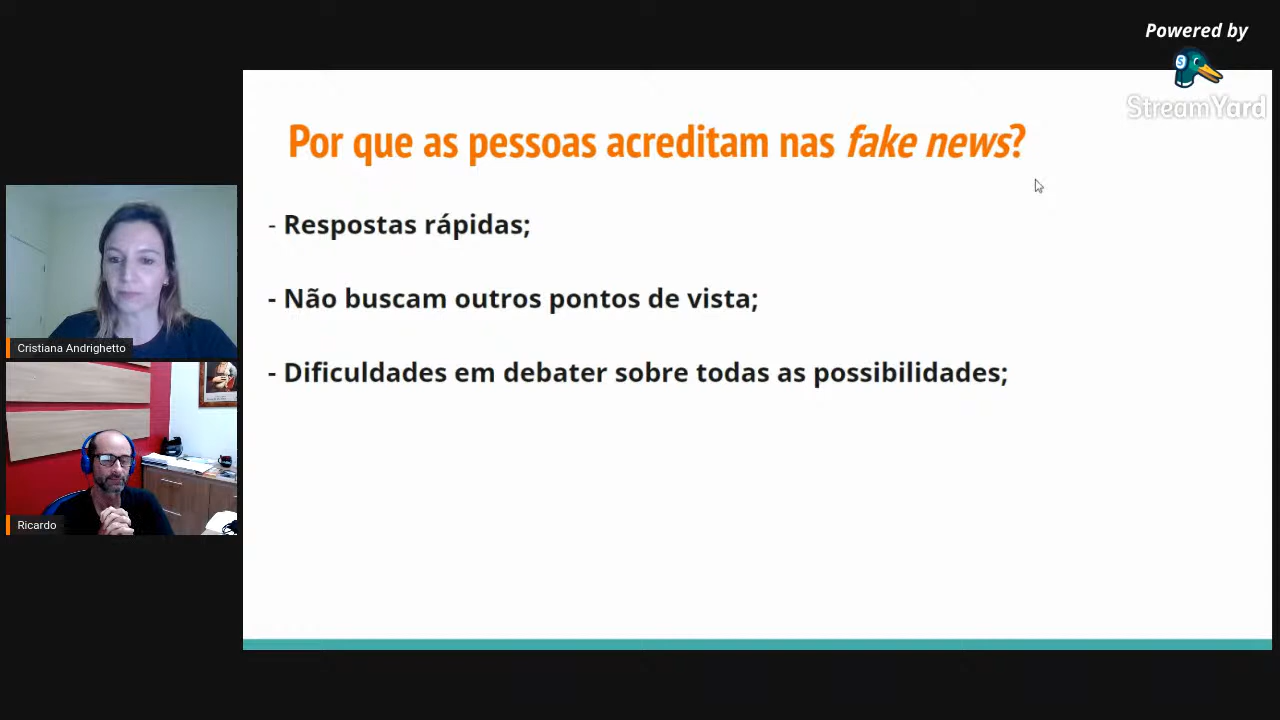 Powered by
StreamYard
Por que as pessoas acreditam nas fake news?
- Respostas rápidas;
- Não buscam outros pontos de vista;
- Dificuldades em debater sobre todas as possibilidades;
Cristiana Andrighetto
Ricardo